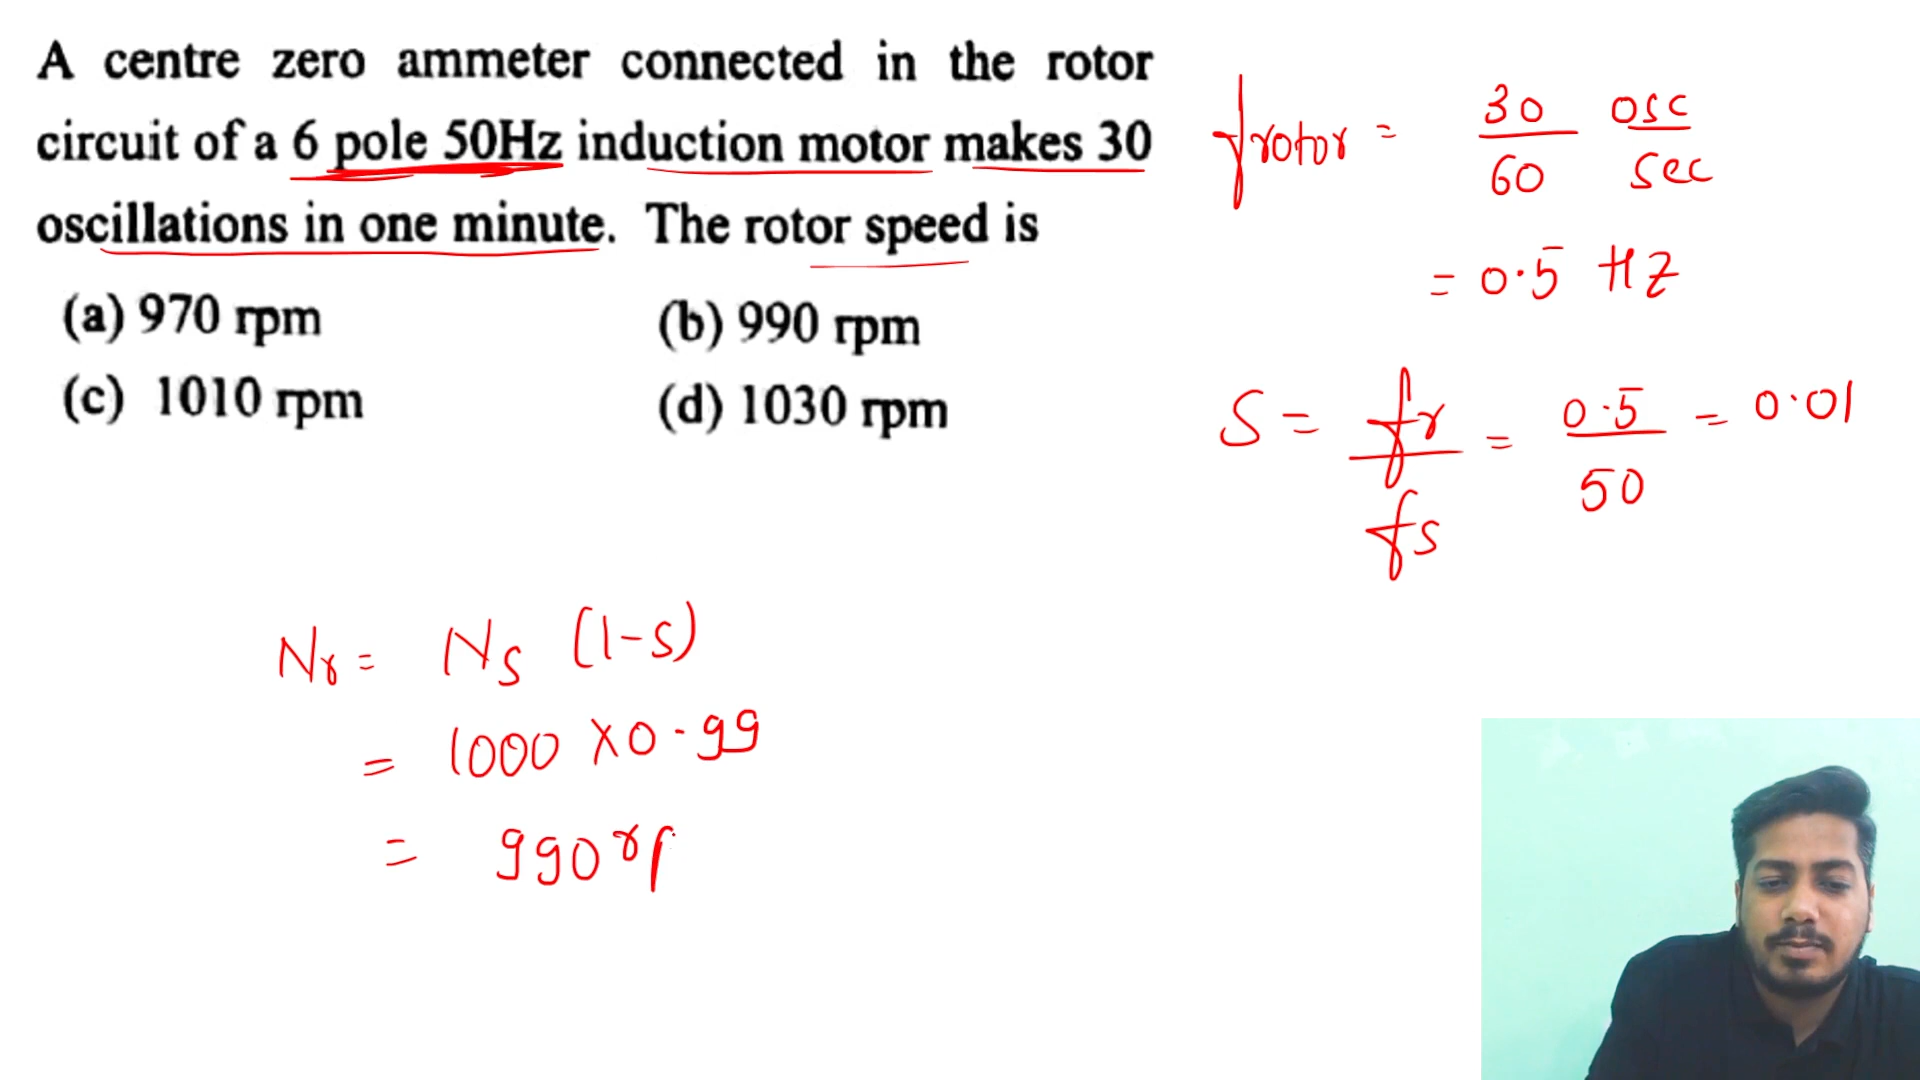 A centre zero ammeter connected in the rotor
circuit of a 6 pole 50Hz induction motor makes 30
oscillations in one minute. The rotor speed is
(a) 970 rpm (b) 990 rpm
(c) 1010 rpm (d) 1030 rpm
frotor = 30/60 osc/sec
= 0.5 Hz
S = fr/fs = 0.5/50 = 0.01
Nr = Ns (1-s)
= 1000 x 0.99
= 990 rp